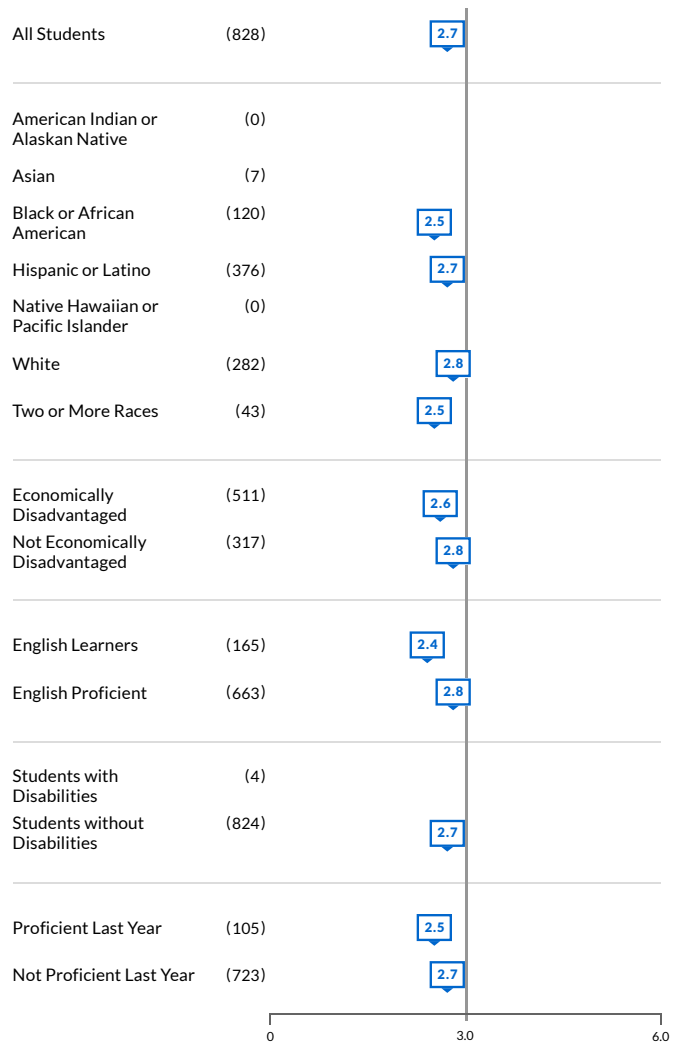 All Students (828) 2.7
American Indian or (0)
Alaskan Native
Asian (7)
Black or African (120) 2.5
American
Hispanic or Latino (376) 2.7
Native Hawaiian or (0)
Pacific Islander
White (282) 2.8
Two or More Races (43) 2.5
Economically (511) 2.6
Disadvantaged
Not Economically (317) 2.8
Disadvantaged
English Learners (165) 2.4
English Proficient (663) 2.8
Students with (4)
Disabilities
Students without (824) 2.7
Disabilities
Proficient Last Year (105) 2.5
Not Proficient Last Year (723) 2.7
0 3.0 6.0